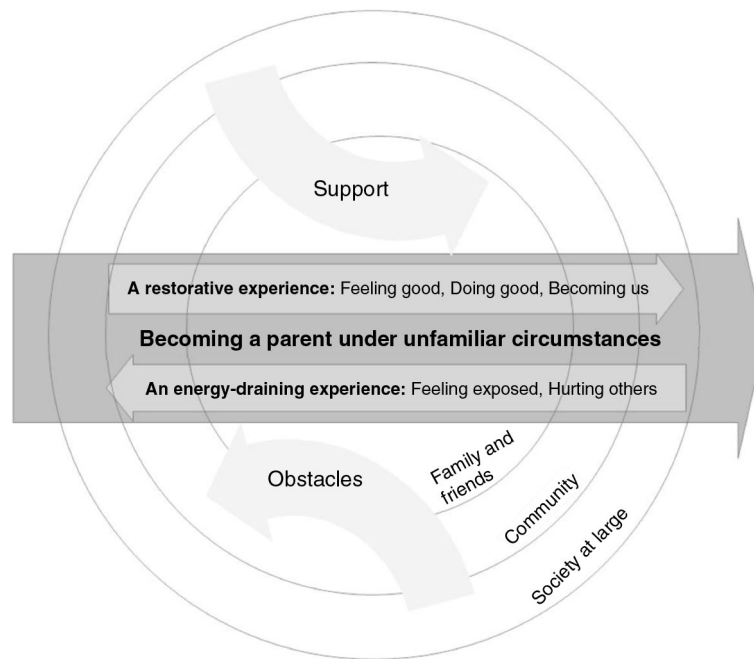 Support
A restorative experience: Feeling good, Doing good, Becoming us
Becoming a parent under unfamiliar circumstances
An energy-draining experience: Feeling exposed, Hurting others
Obstacles
Family and
friends
Community
Society at large